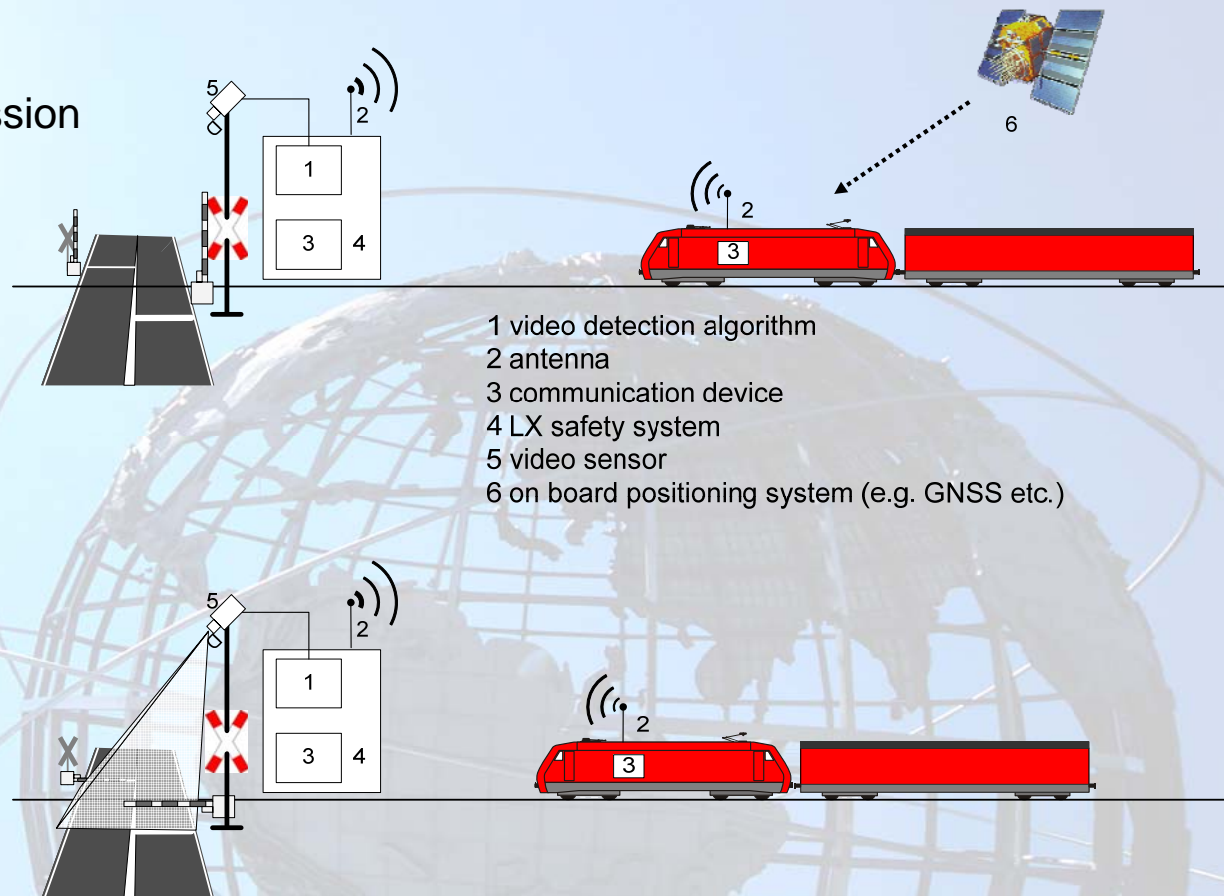 ssion
5
2
1
3 4
6
2
3
1 video detection algorithm
2 antenna
3 communication device
4 LX safety system
5 video sensor
6 on board positioning system (e.g. GNSS etc.)
5
2
1
3 4
2
3